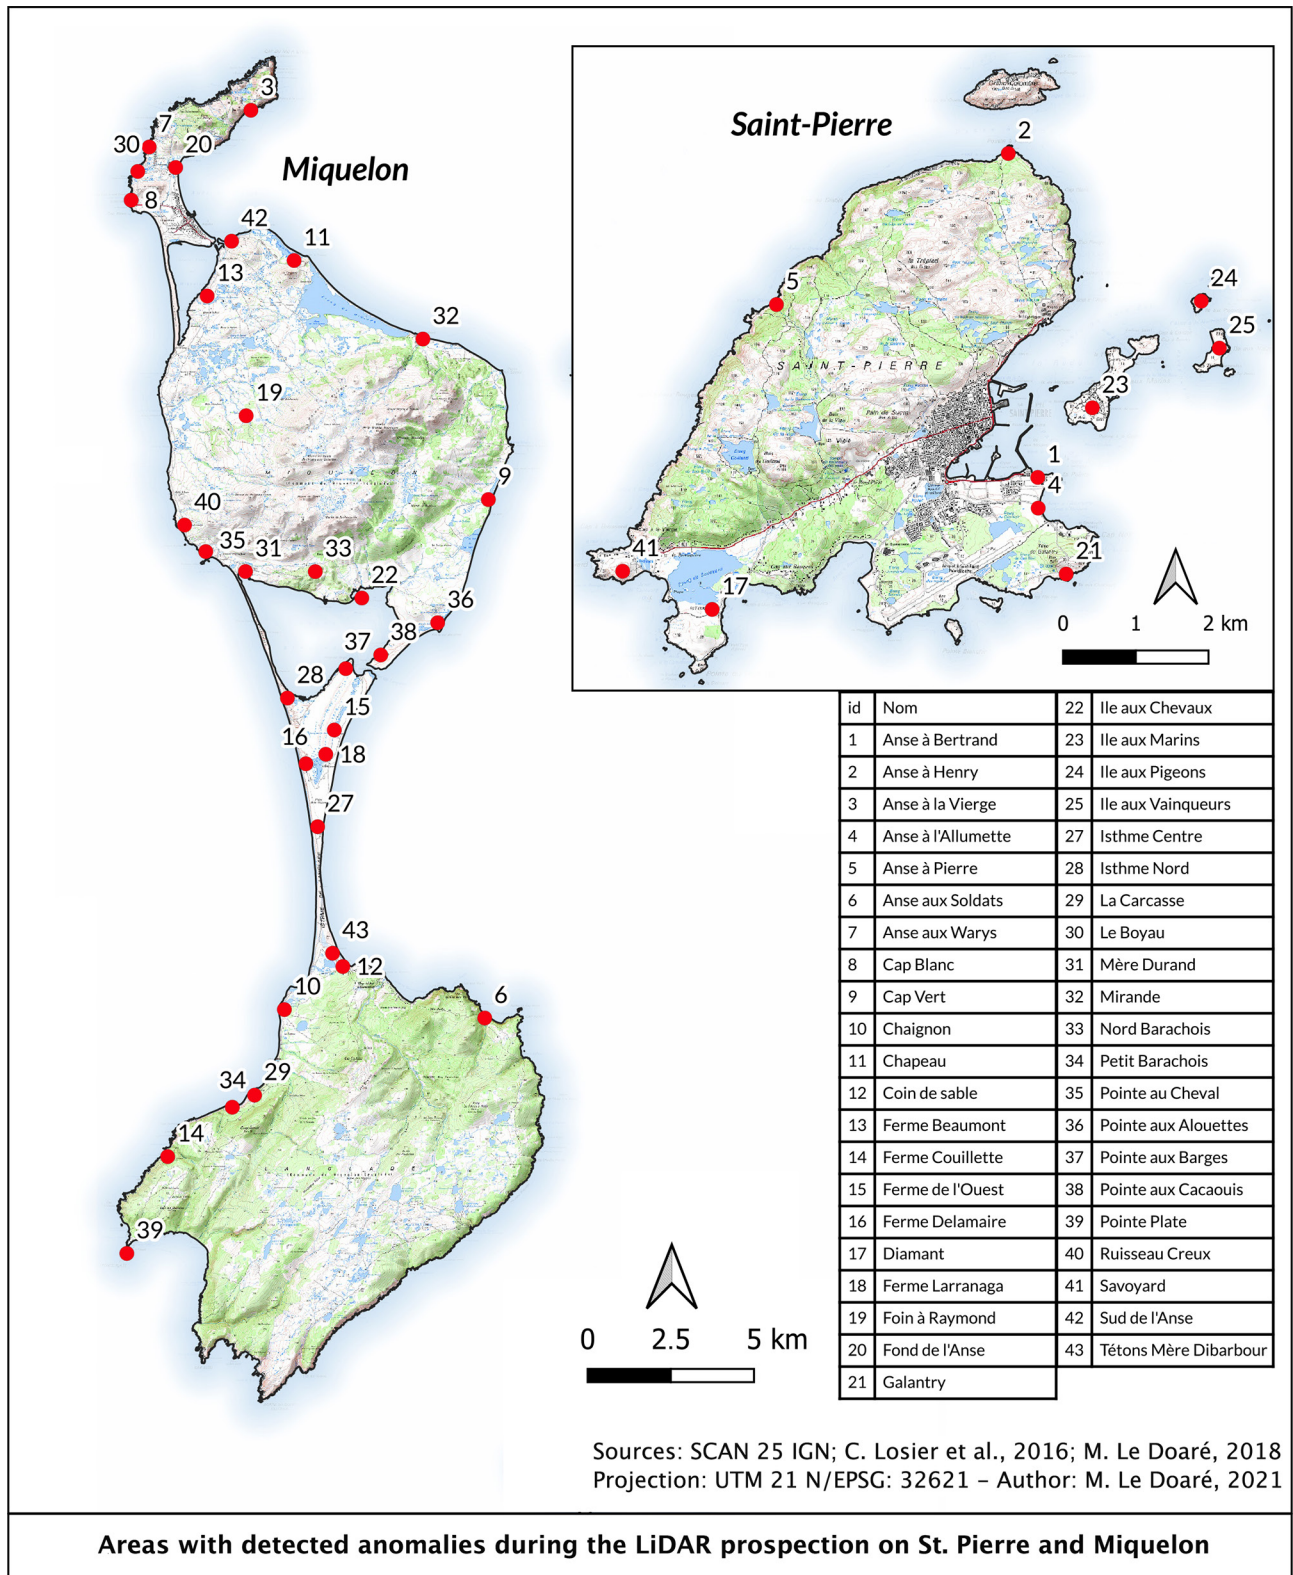 Miquelon
3
7
30
20
8
42
11
13
32
19
9
40
35
31
33
22
36
38
37
28
15
16
18
27
43
12
10
6
29
34
14
39
LANGLADE
0 2.5 5 km
Saint-Pierre
2
5
24
25
SAINT-PIERRE
23
1
4
41
21
17
0 1 2 km
id Nom
1 Anse à Bertrand
2 Anse à Henry
3 Anse à la Vierge
4 Anse à l'Allumette
5 Anse à Pierre
6 Anse aux Soldats
7 Anse aux Warys
8 Cap Blanc
9 Cap Vert
10 Chaignon
11 Chapeau
12 Coin de sable
13 Ferme Beaumont
14 Ferme Couillette
15 Ferme de l'Ouest
16 Ferme Delamaire
17 Diamant
18 Ferme Larranaga
19 Foin à Raymond
20 Fond de l'Anse
21 Galantry
22 Ile aux Chevaux
23 Ile aux Marins
24 Ile aux Pigeons
25 Ile aux Vainqueurs
27 Isthme Centre
28 Isthme Nord
29 La Carcasse
30 Le Boyau
31 Mère Durand
32 Mirande
33 Nord Barachois
34 Petit Barachois
35 Pointe au Cheval
36 Pointe aux Alouettes
37 Pointe aux Barges
38 Pointe aux Cacaouis
39 Pointe Plate
40 Ruisseau Creux
41 Savoyard
42 Sud de l'Anse
43 Tétons Mère Dibarbour
Sources: SCAN 25 IGN; C. Losier et al., 2016; M. Le Doaré, 2018
Projection: UTM 21 N/EPSG: 32621 – Author: M. Le Doaré, 2021
Areas with detected anomalies during the LiDAR prospection on St. Pierre and Miquelon